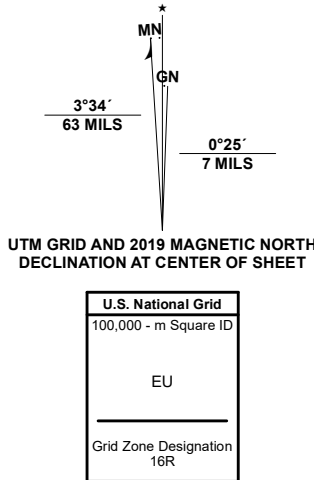 ★
MN
GN
3°34´
63 MILS
0°25´
7 MILS
UTM GRID AND 2019 MAGNETIC NORTH
DECLINATION AT CENTER OF SHEET
U.S. National Grid
100,000 - m Square ID
EU
Grid Zone Designation
16R